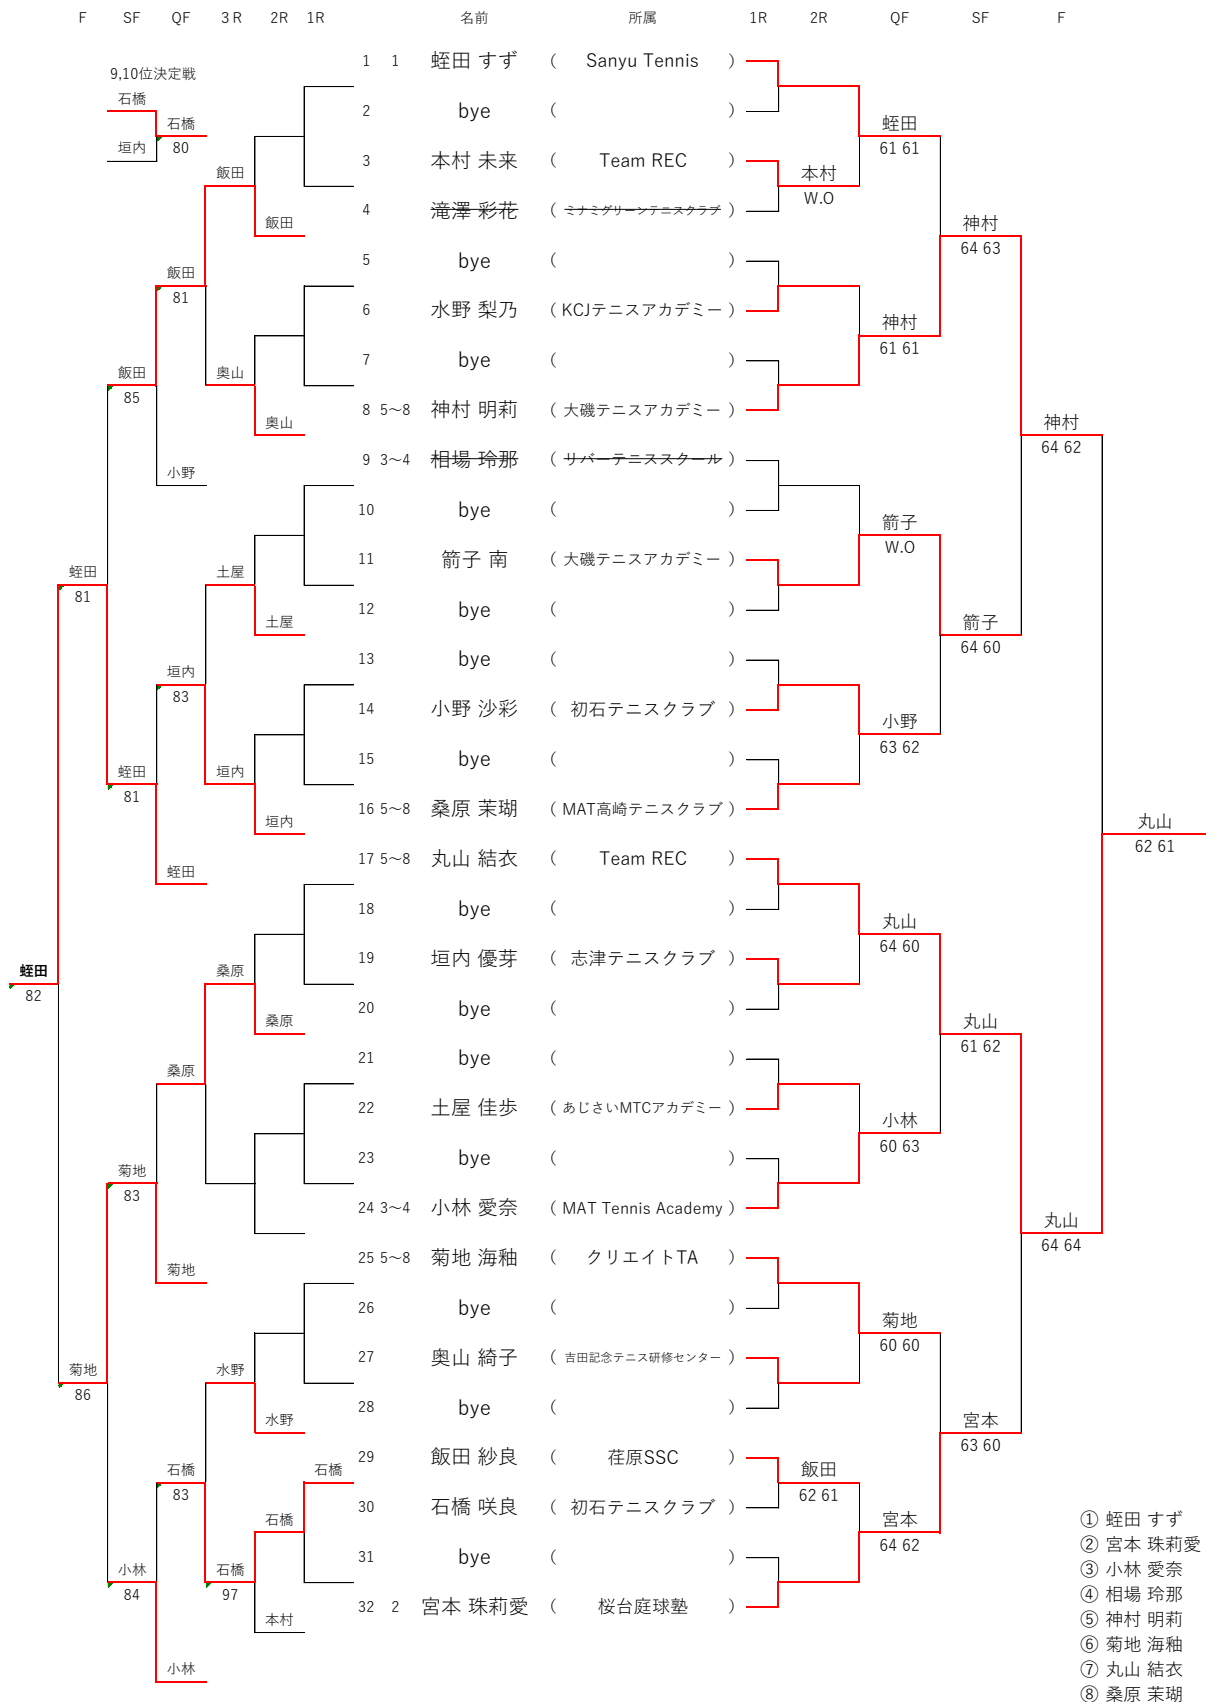 F SF QF 3R 2R 1R 名前 所属 1R 2R QF SF F
1 1 蛭田 すず ( Sanyu Tennis )
9,10位決定戦
石橋
2 bye ( )
石橋 蛭田
80 61 61
垣内
3 本村 未来 ( Team REC )
飯田 本村
W.O
4 滝澤 彩花 ( ミナミグリーンテニスクラブ )
飯田 神村
64 63
5 bye ( )
飯田
81
6 水野 梨乃 ( KCJテニスアカデミー )
神村
61 61
7 bye ( )
飯田 奥山
85
8 5～8 神村 明莉 ( 大磯テニスアカデミー )
奥山 神村
64 62
9 3～4 相場 玲那 ( リバーテニススクール )
小野
10 bye ( )
箭子
W.O
11 箭子 南 ( 大磯テニスアカデミー )
蛭田 土屋
81
12 bye ( )
土屋 箭子
64 60
13 bye ( )
垣内
83
14 小野 沙彩 ( 初石テニスクラブ )
小野
63 62
15 bye ( )
蛭田 垣内
81
16 5～8 桑原 茉瑚 ( MAT高崎テニスクラブ )
垣内 丸山
62 61
17 5～8 丸山 結衣 ( Team REC )
蛭田
18 bye ( )
丸山
64 60
19 垣内 優芽 ( 志津テニスクラブ )
蛭田 桑原
82
20 bye ( )
桑原 丸山
61 62
21 bye ( )
桑原
22 土屋 佳歩 ( あじさいMTCアカデミー )
小林
60 63
23 bye ( )
菊地
83
24 3～4 小林 愛奈 ( MAT Tennis Academy )
丸山
64 64
25 5～8 菊地 海釉 ( クリエイトTA )
菊地
26 bye ( )
菊地
60 60
27 奥山 綺子 ( 吉田記念テニス研修センター )
菊地 水野
86
28 bye ( )
水野 宮本
63 60
29 飯田 紗良 ( 荏原SSC )
石橋 石橋 飯田
83 62 61
30 石橋 咲良 ( 初石テニスクラブ )
石橋 宮本
64 62
① 蛭田 すず
② 宮本 珠莉愛
31 bye ( )
小林 石橋
84 97
③ 小林 愛奈
④ 相場 玲那
32 2 宮本 珠莉愛 ( 桜台庭球塾 )
本村
⑤ 神村 明莉
⑥ 菊地 海釉
小林
⑦ 丸山 結衣
⑧ 桑原 茉瑚